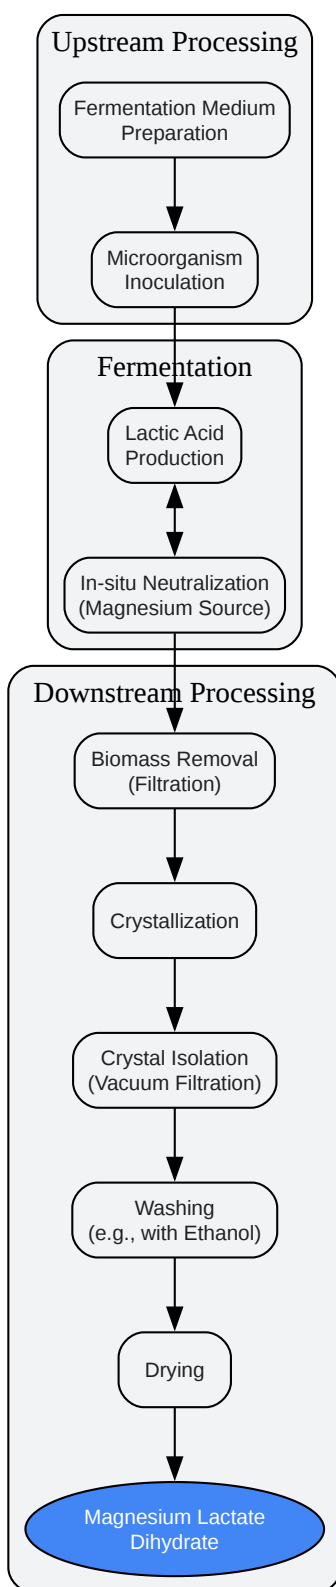 Upstream Processing
Fermentation Medium
Preparation
Microorganism
Inoculation
Fermentation
Lactic Acid
Production
In-situ Neutralization
(Magnesium Source)
Downstream Processing
Biomass Removal
(Filtration)
Crystallization
Crystal Isolation
(Vacuum Filtration)
Washing
(e.g., with Ethanol)
Drying
Magnesium Lactate
Dihydrate